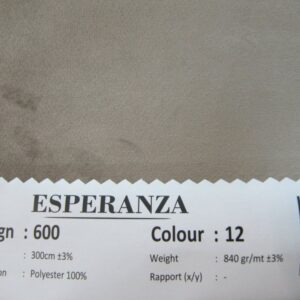 ESPERANZA
gn : 600 Colour : 12
: 300cm ±3% Weight : 840 gr/mt ±3%
on : Polyester 100% Rapport (x/y) : -